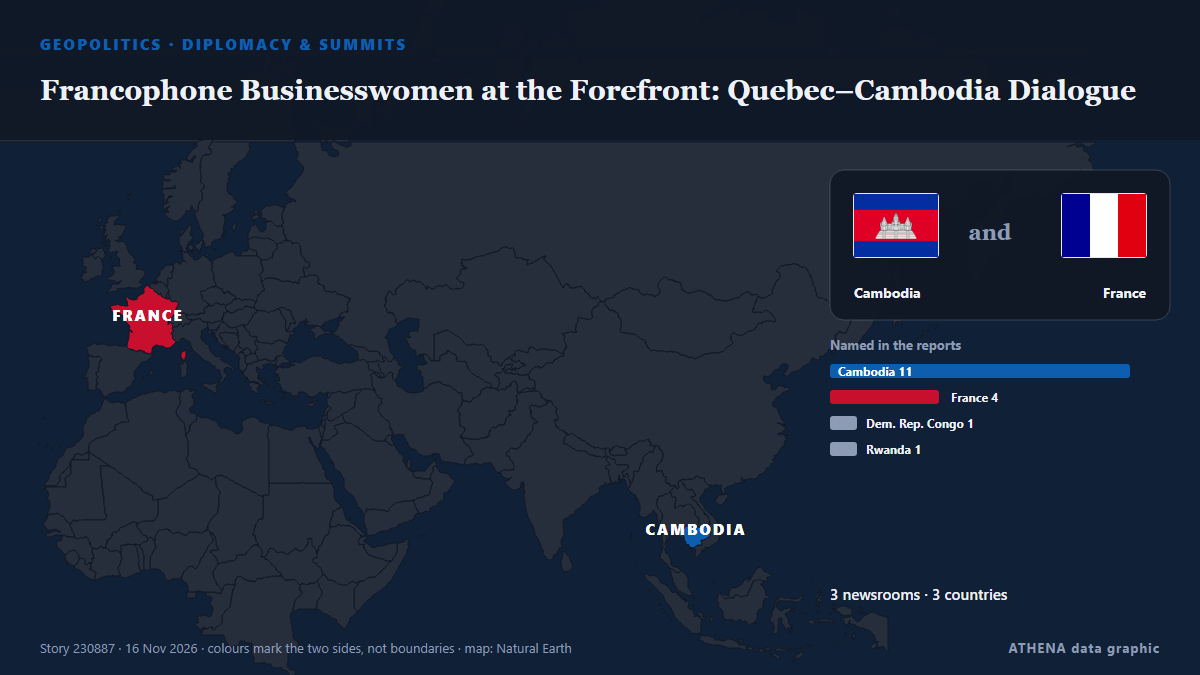 GEOPOLITICS · DIPLOMACY & SUMMITS
Francophone Businesswomen at the Forefront: Quebec–Cambodia Dialogue
and
Cambodia
France
Named in the reports
Cambodia 11
France 4
Dem. Rep. Congo 1
Rwanda 1
FRANCE
CAMBODIA
3 newsrooms · 3 countries
Story 230887 · 16 Nov 2026 · colours mark the two sides, not boundaries · map: Natural Earth
ATHENA data graphic